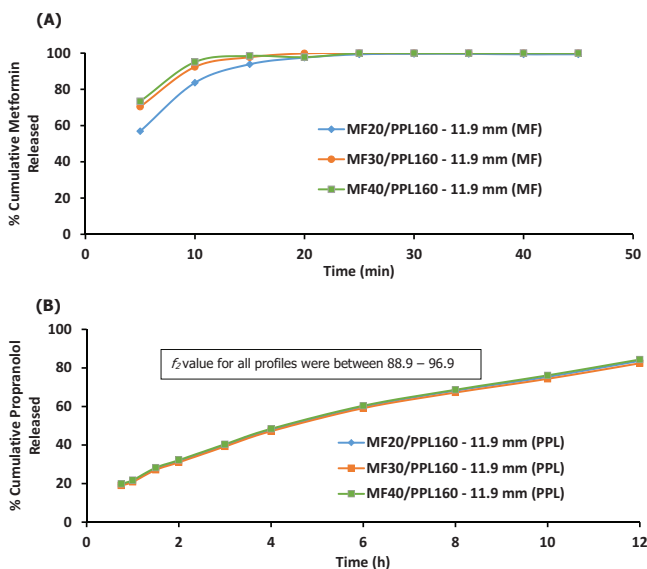 (A)
% Cumulative Metformin
Released
100
80
60
40
20
0
MF20/PPL160 - 11.9 mm (MF)
MF30/PPL160 - 11.9 mm (MF)
MF40/PPL160 - 11.9 mm (MF)
0 10 20 30 40 50
Time (min)
(B)
% Cumulative Propranolol
Released
100
80
60
40
20
0
f2 value for all profiles were between 88.9 – 96.9
MF20/PPL160 - 11.9 mm (PPL)
MF30/PPL160 - 11.9 mm (PPL)
MF40/PPL160 - 11.9 mm (PPL)
0 2 4 6 8 10 12
Time (h)